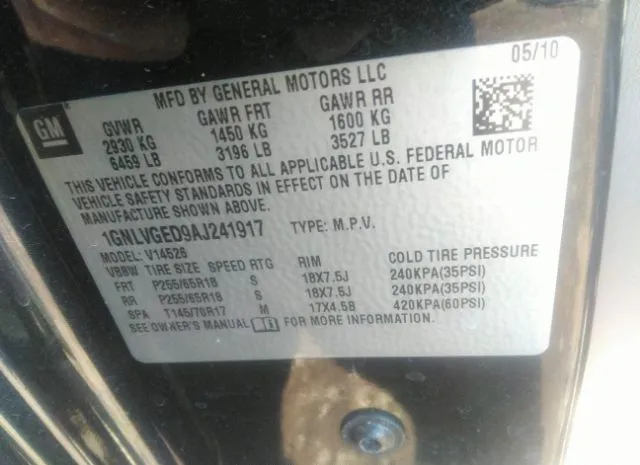 05/10
MFD BY GENERAL MOTORS LLC
GM
GVWR GAWR FRT GAWR RR
2930 KG 1450 KG 1600 KG
6459 LB 3196 LB 3527 LB
THIS VEHICLE CONFORMS TO ALL APPLICABLE U.S. FEDERAL MOTOR
VEHICLE SAFETY STANDARDS IN EFFECT ON THE DATE OF
MANUFACTURE SHOWN ABOVE.
1GNLVGED9AJ241917 TYPE: M.P.V.
MODEL: V14526
VBBW TIRE SIZE SPEED RTG RIM COLD TIRE PRESSURE
FRT P255/65R18 S 18X7.5J 240KPA(35PSI)
RR P255/65R18 S 18X7.5J 240KPA(35PSI)
SPA T145/70R17 M 17X4.5B 420KPA(60PSI)
SEE OWNER'S MANUAL FOR MORE INFORMATION.